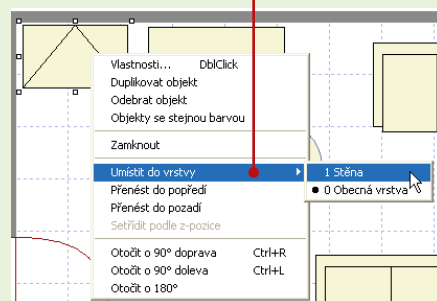 Vlastnosti... DblClick
Duplikovat objekt
Odebrat objekt
Objekty se stejnou barvou
Zamknout
Umístit do vrstvy
1 Stěna
Přenést do popředí
0 Obecná vrstva
Přenést do pozadí
Setřídit podle z-pozice
Otočit o 90° doprava Ctrl+R
Otočit o 90° doleva Ctrl+L
Otočit o 180°